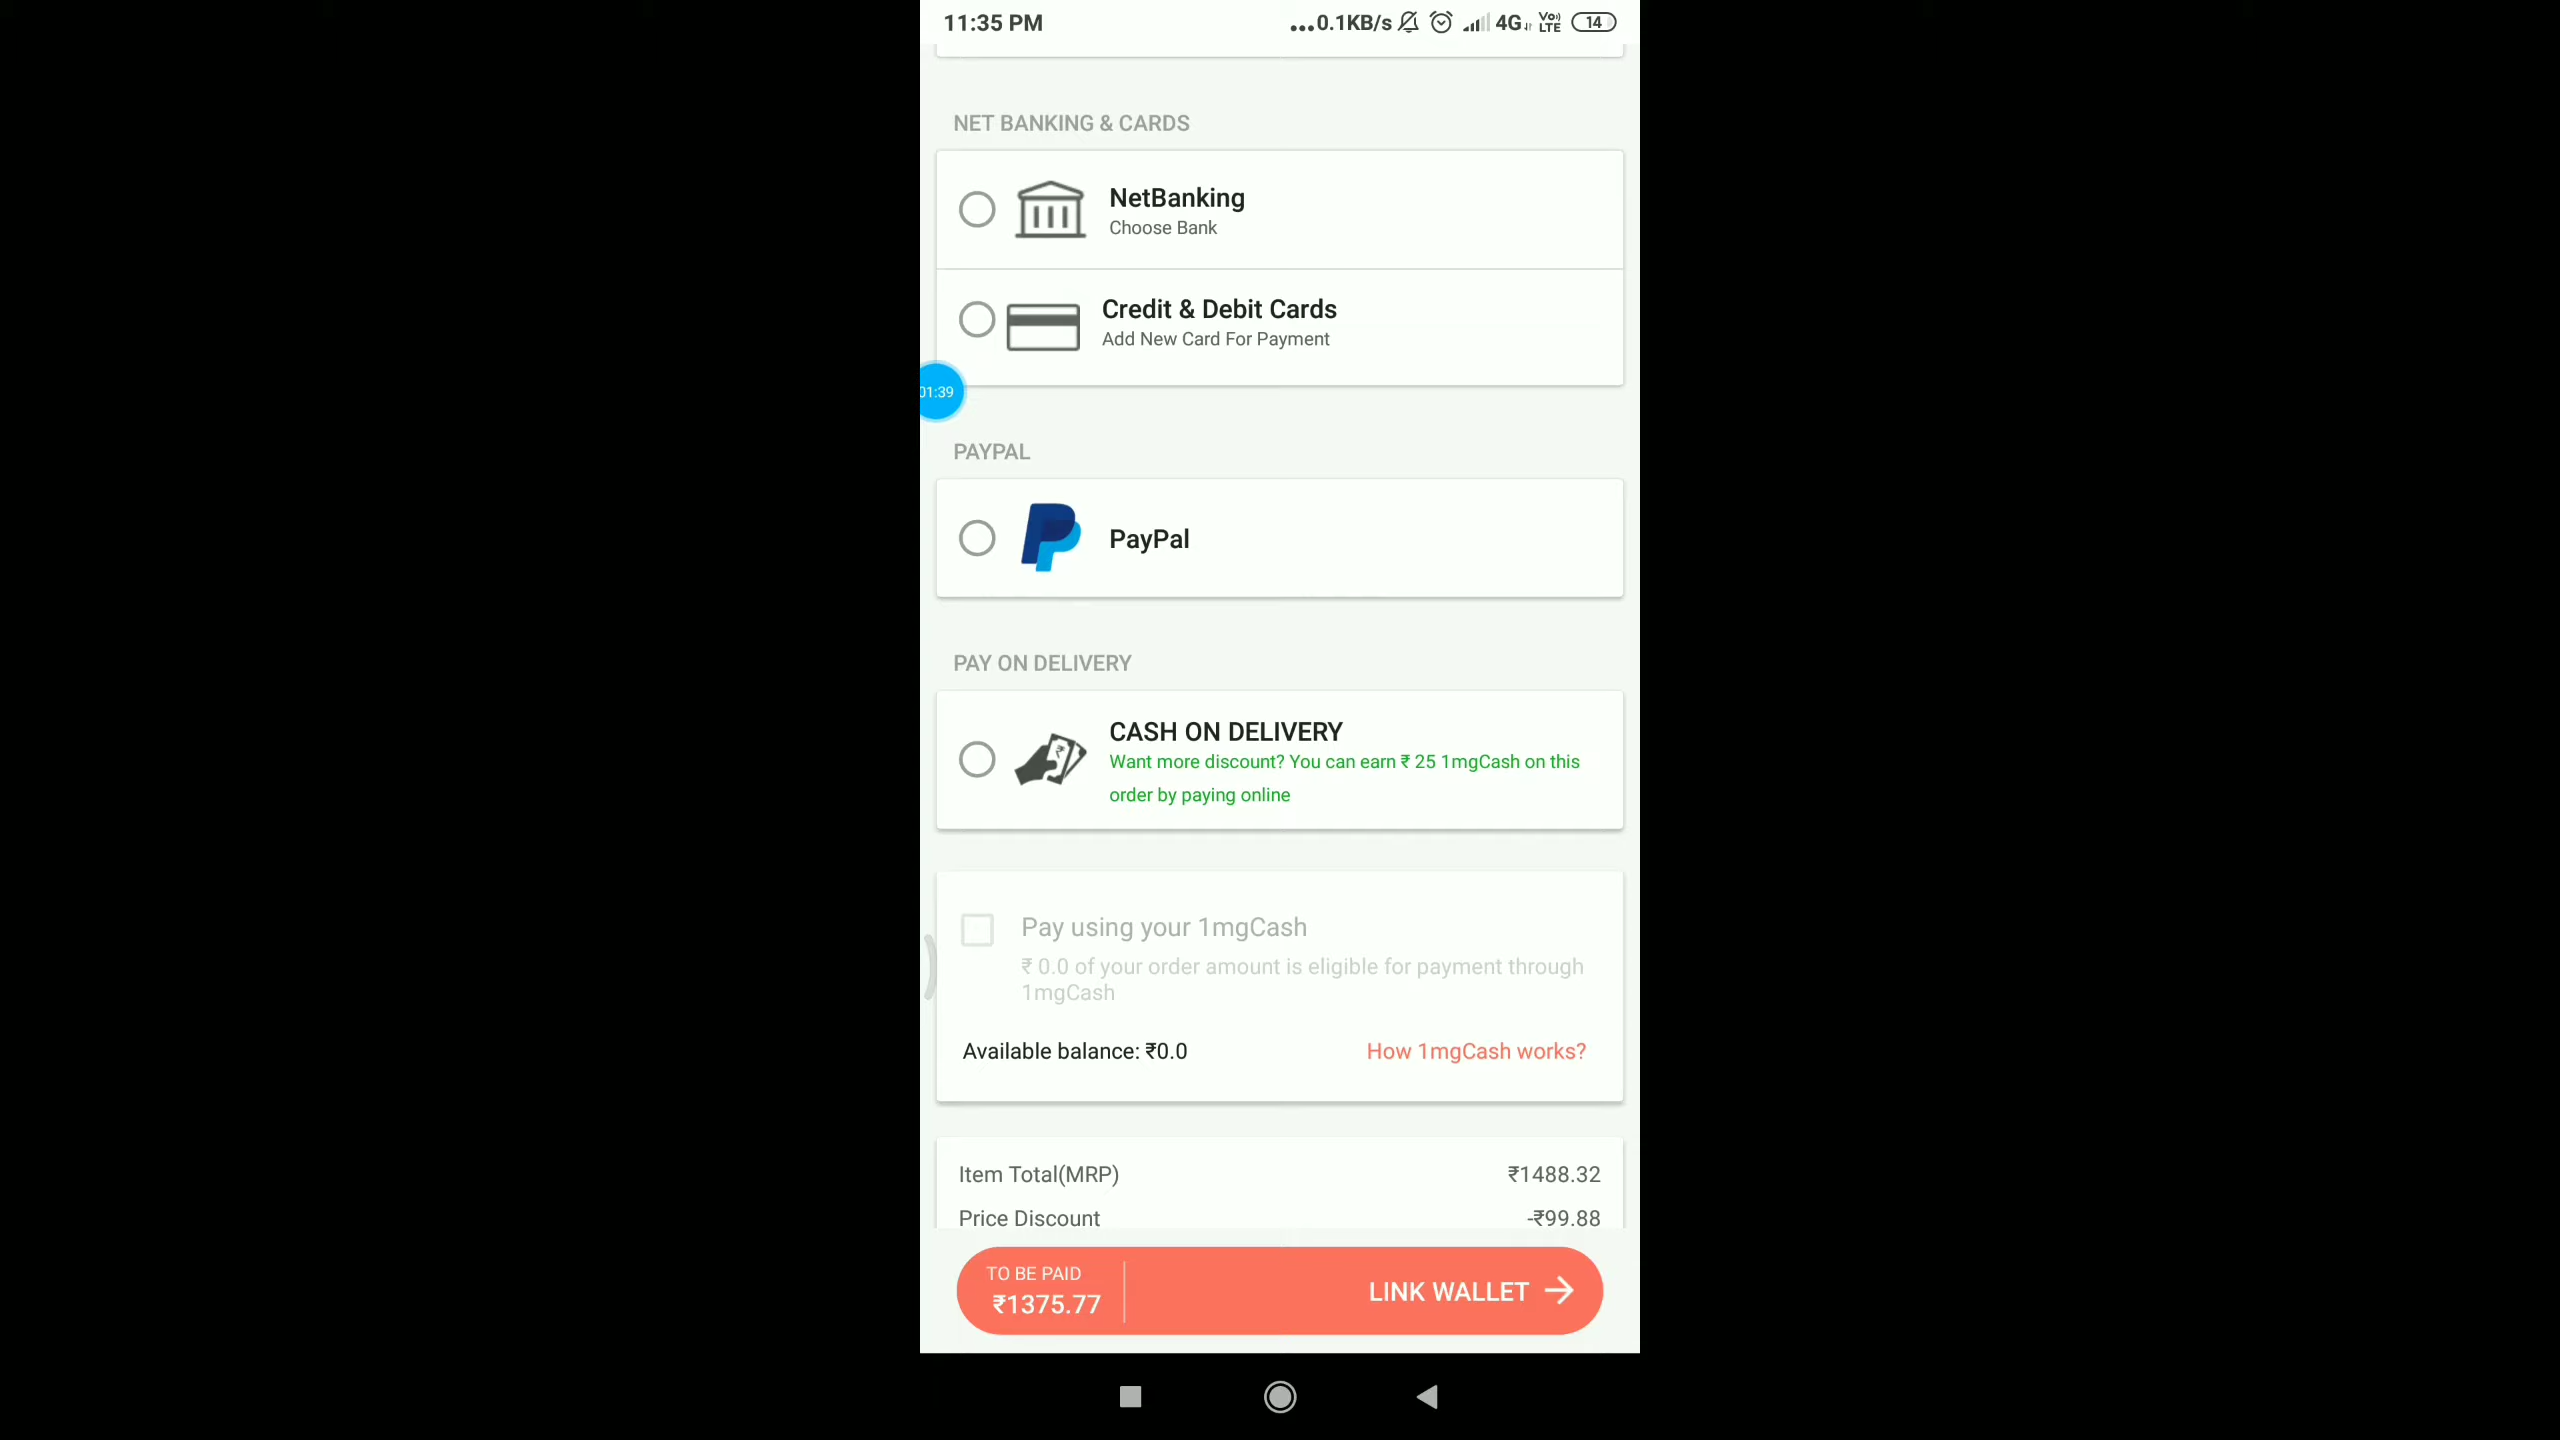 11:35 PM
...0.1KB/s 4G Vo) LTE 14
NET BANKING & CARDS
NetBanking
Choose Bank
Credit & Debit Cards
Add New Card For Payment
01:39
PAYPAL
PayPal
PAY ON DELIVERY
CASH ON DELIVERY
Want more discount? You can earn ₹ 25 1mgCash on this
order by paying online
Pay using your 1mgCash
₹ 0.0 of your order amount is eligible for payment through
1mgCash
Available balance: ₹0.0 How 1mgCash works?
Item Total(MRP) ₹1488.32
Price Discount -₹99.88
TO BE PAID
₹1375.77
LINK WALLET